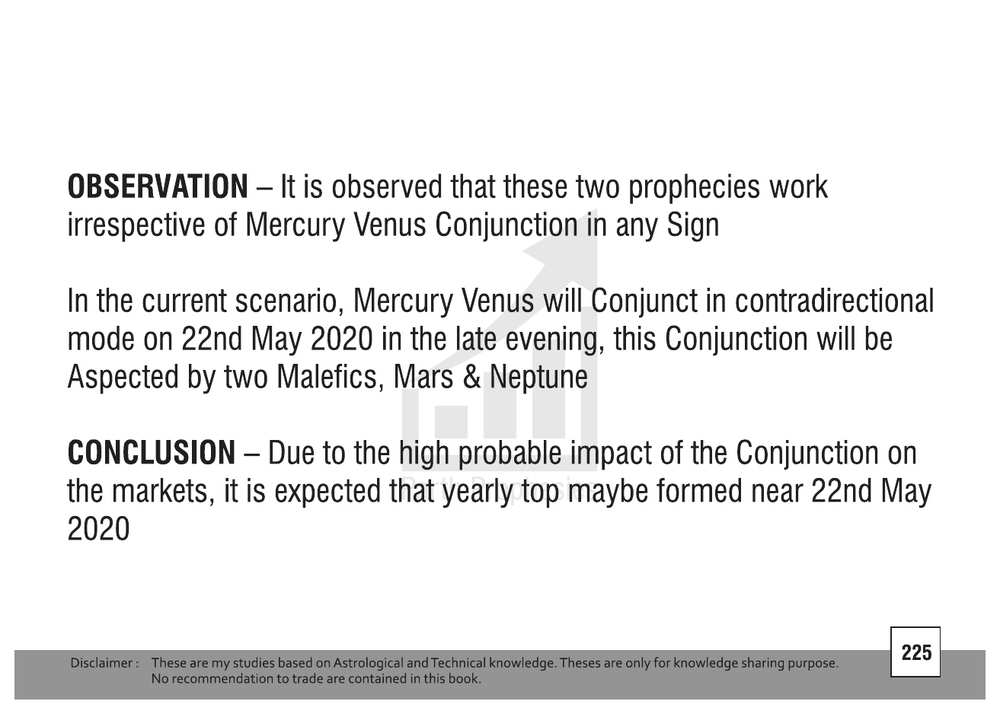 OBSERVATION – It is observed that these two prophecies work
irrespective of Mercury Venus Conjunction in any Sign
In the current scenario, Mercury Venus will Conjunct in contradirectional
mode on 22nd May 2020 in the late evening, this Conjunction will be
Aspected by two Malefics, Mars & Neptune
CONCLUSION – Due to the high probable impact of the Conjunction on
the markets, it is expected that yearly top maybe formed near 22nd May
2020
Disclaimer : These are my studies based on Astrological and Technical knowledge. Theses are only for knowledge sharing purpose.
No recommendation to trade are contained in this book.
225